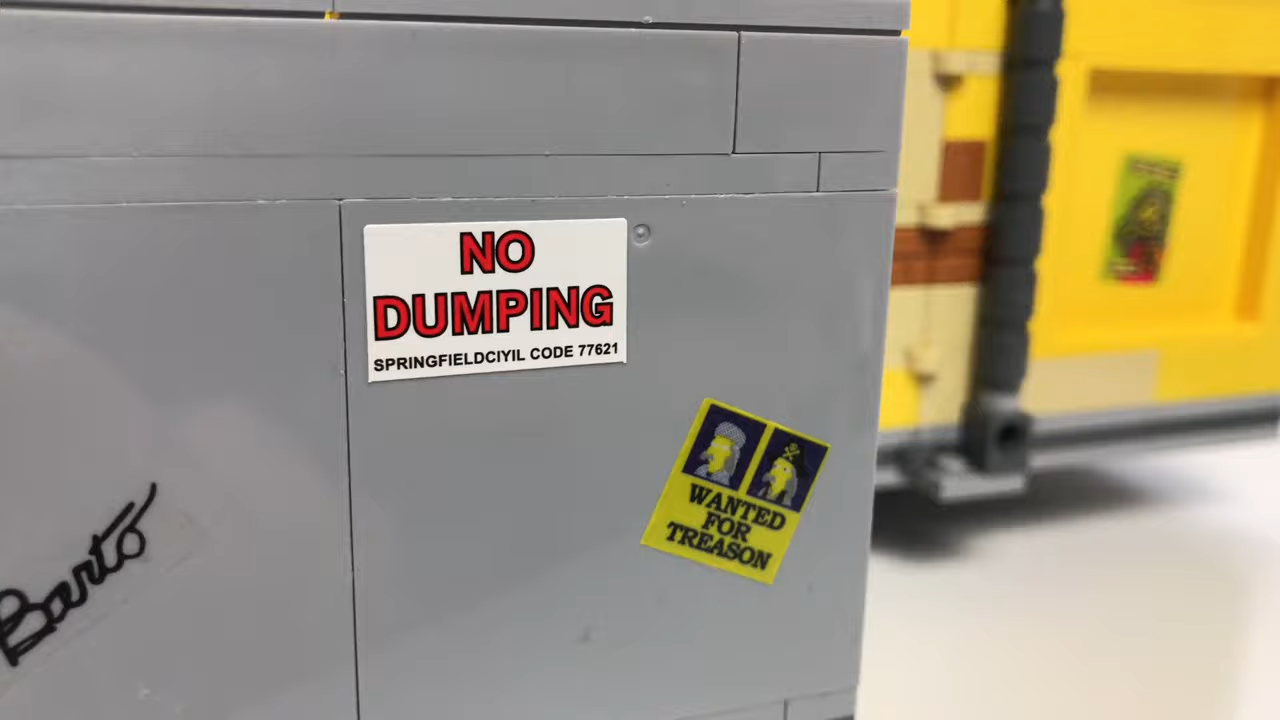 NO
DUMPING
SPRINGFIELDCIYIL CODE 77621
WANTED
FOR
TREASON
Barto